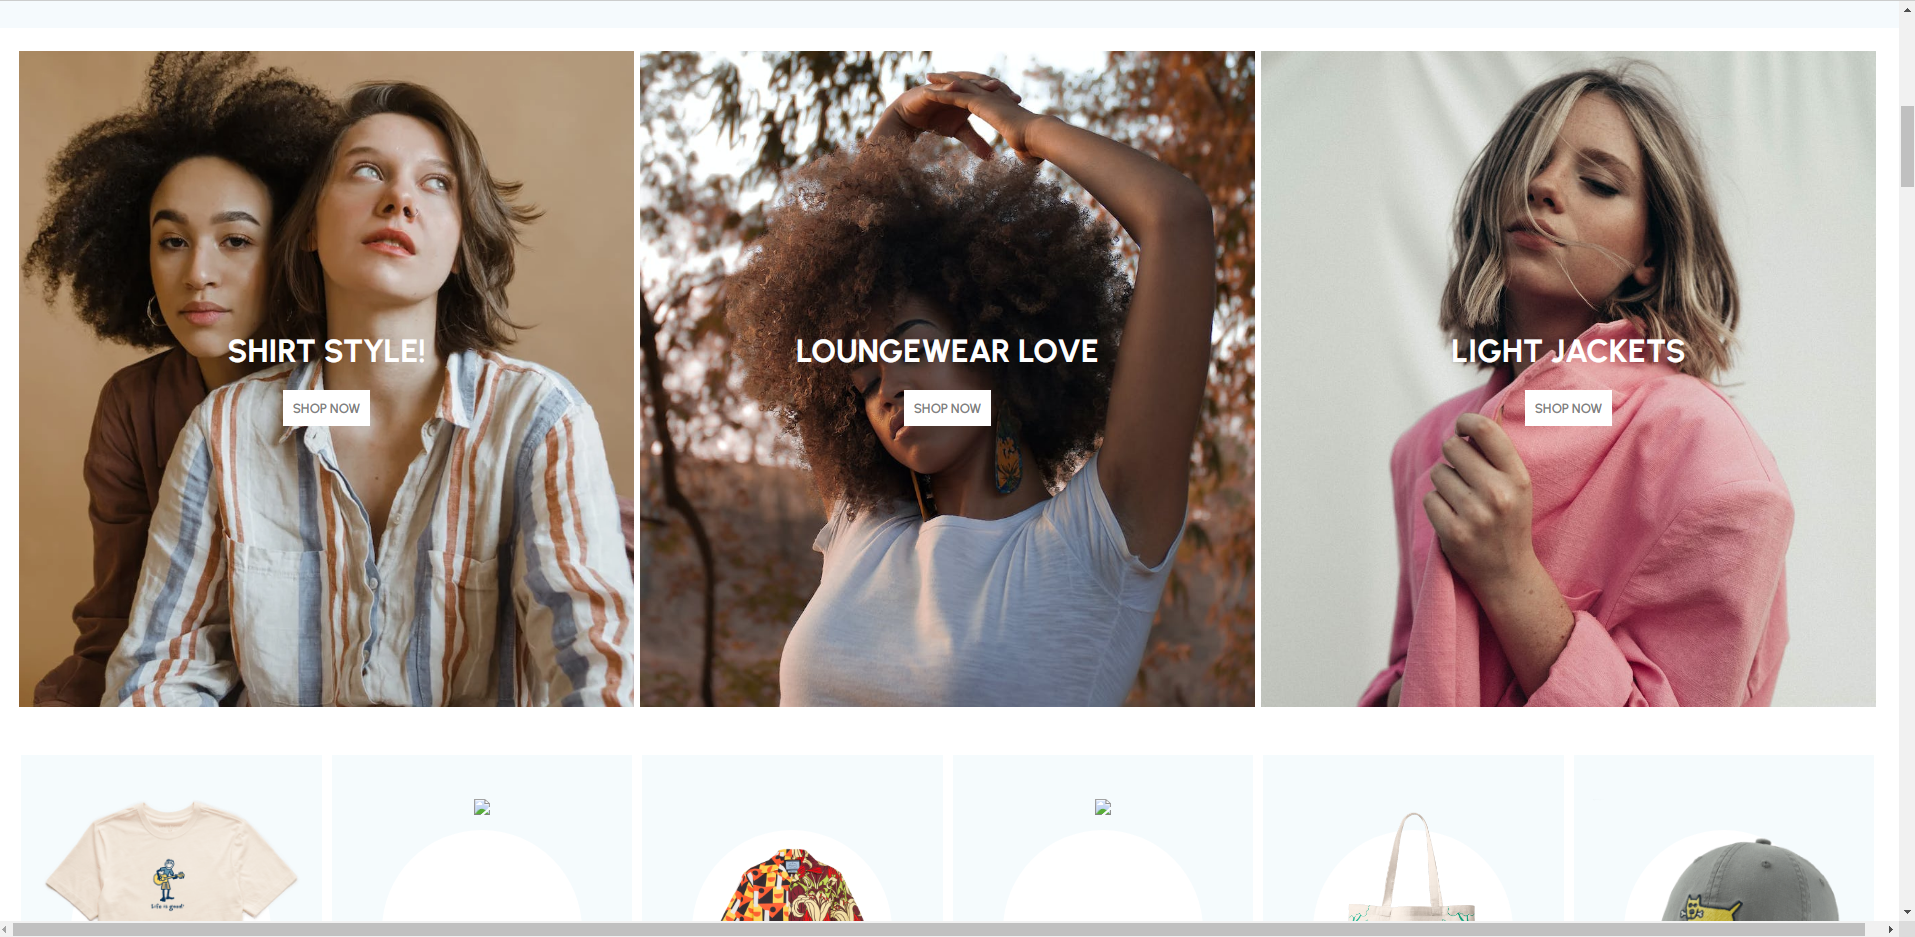 SHIRT STYLE!
SHOP NOW
LOUNGEWEAR LOVE
SHOP NOW
LIGHT JACKETS
SHOP NOW
Life is good!